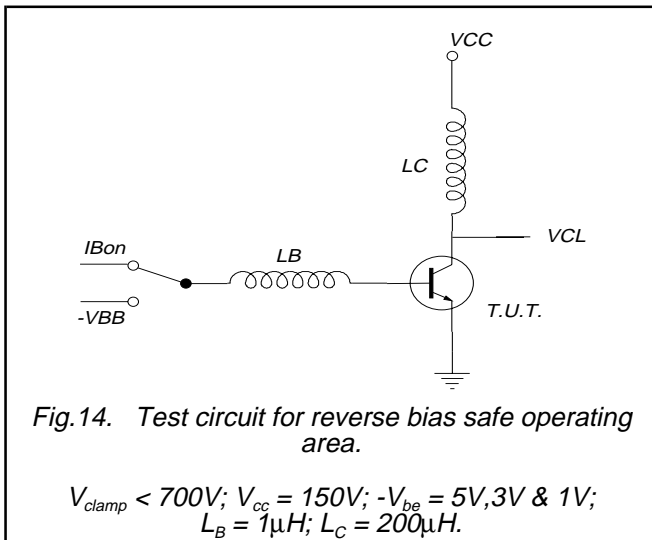 VCC
LC
IBon
LB
VCL
-VBB
T.U.T.
Fig.14. Test circuit for reverse bias safe operating
area.
Vclamp < 700V; Vcc = 150V; -Vbe = 5V,3V & 1V;
LB = 1μH; LC = 200μH.